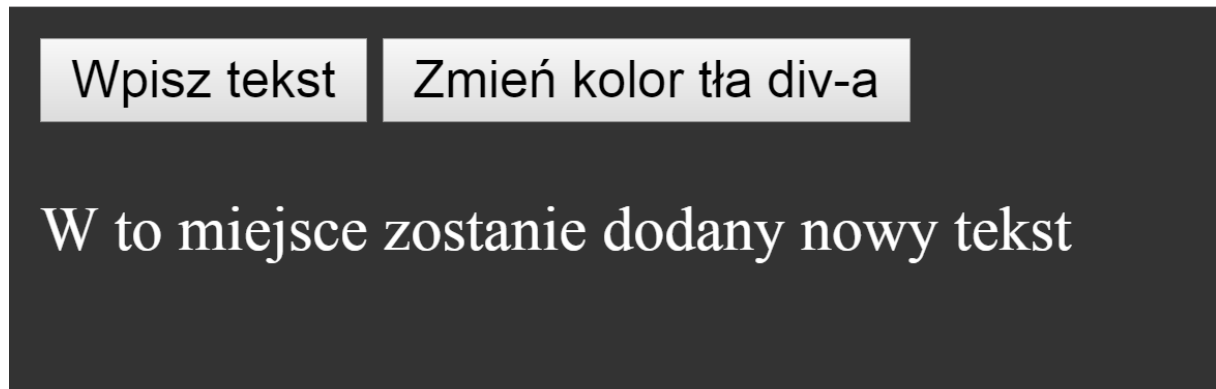 Wpisz tekst Zmień kolor tła div-a
W to miejsce zostanie dodany nowy tekst